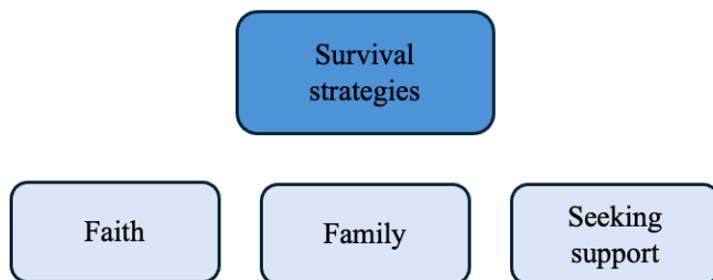 Survival
strategies
Faith
Family
Seeking
support